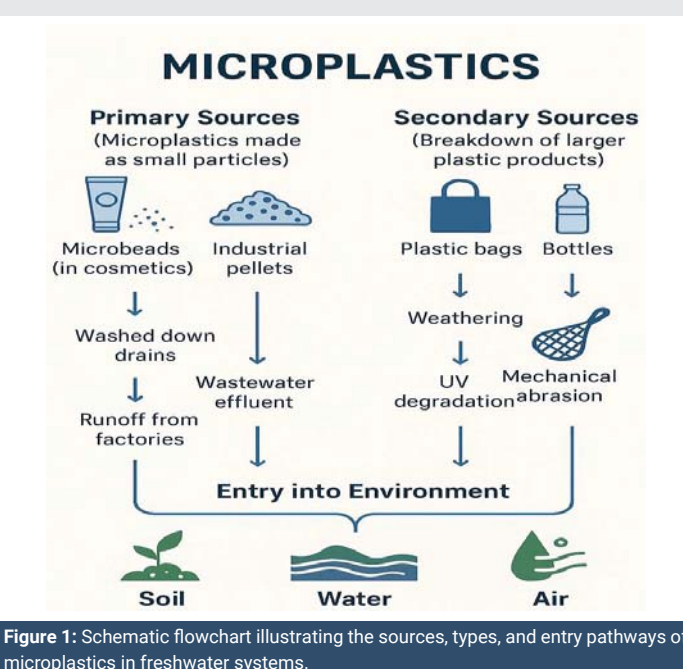 MICROPLASTICS
Primary Sources
(Microplastics made
as small particles)
Microbeads
(in cosmetics)
Industrial
pellets
Washed down
drains
Wastewater
effluent
Runoff from
factories
Secondary Sources
(Breakdown of larger
plastic products)
Plastic bags
Bottles
Weathering
UV
degradation
Mechanical
abrasion
Entry into Environment
Soil
Water
Air
Figure 1: Schematic flowchart illustrating the sources, types, and entry pathways of
microplastics in freshwater systems.